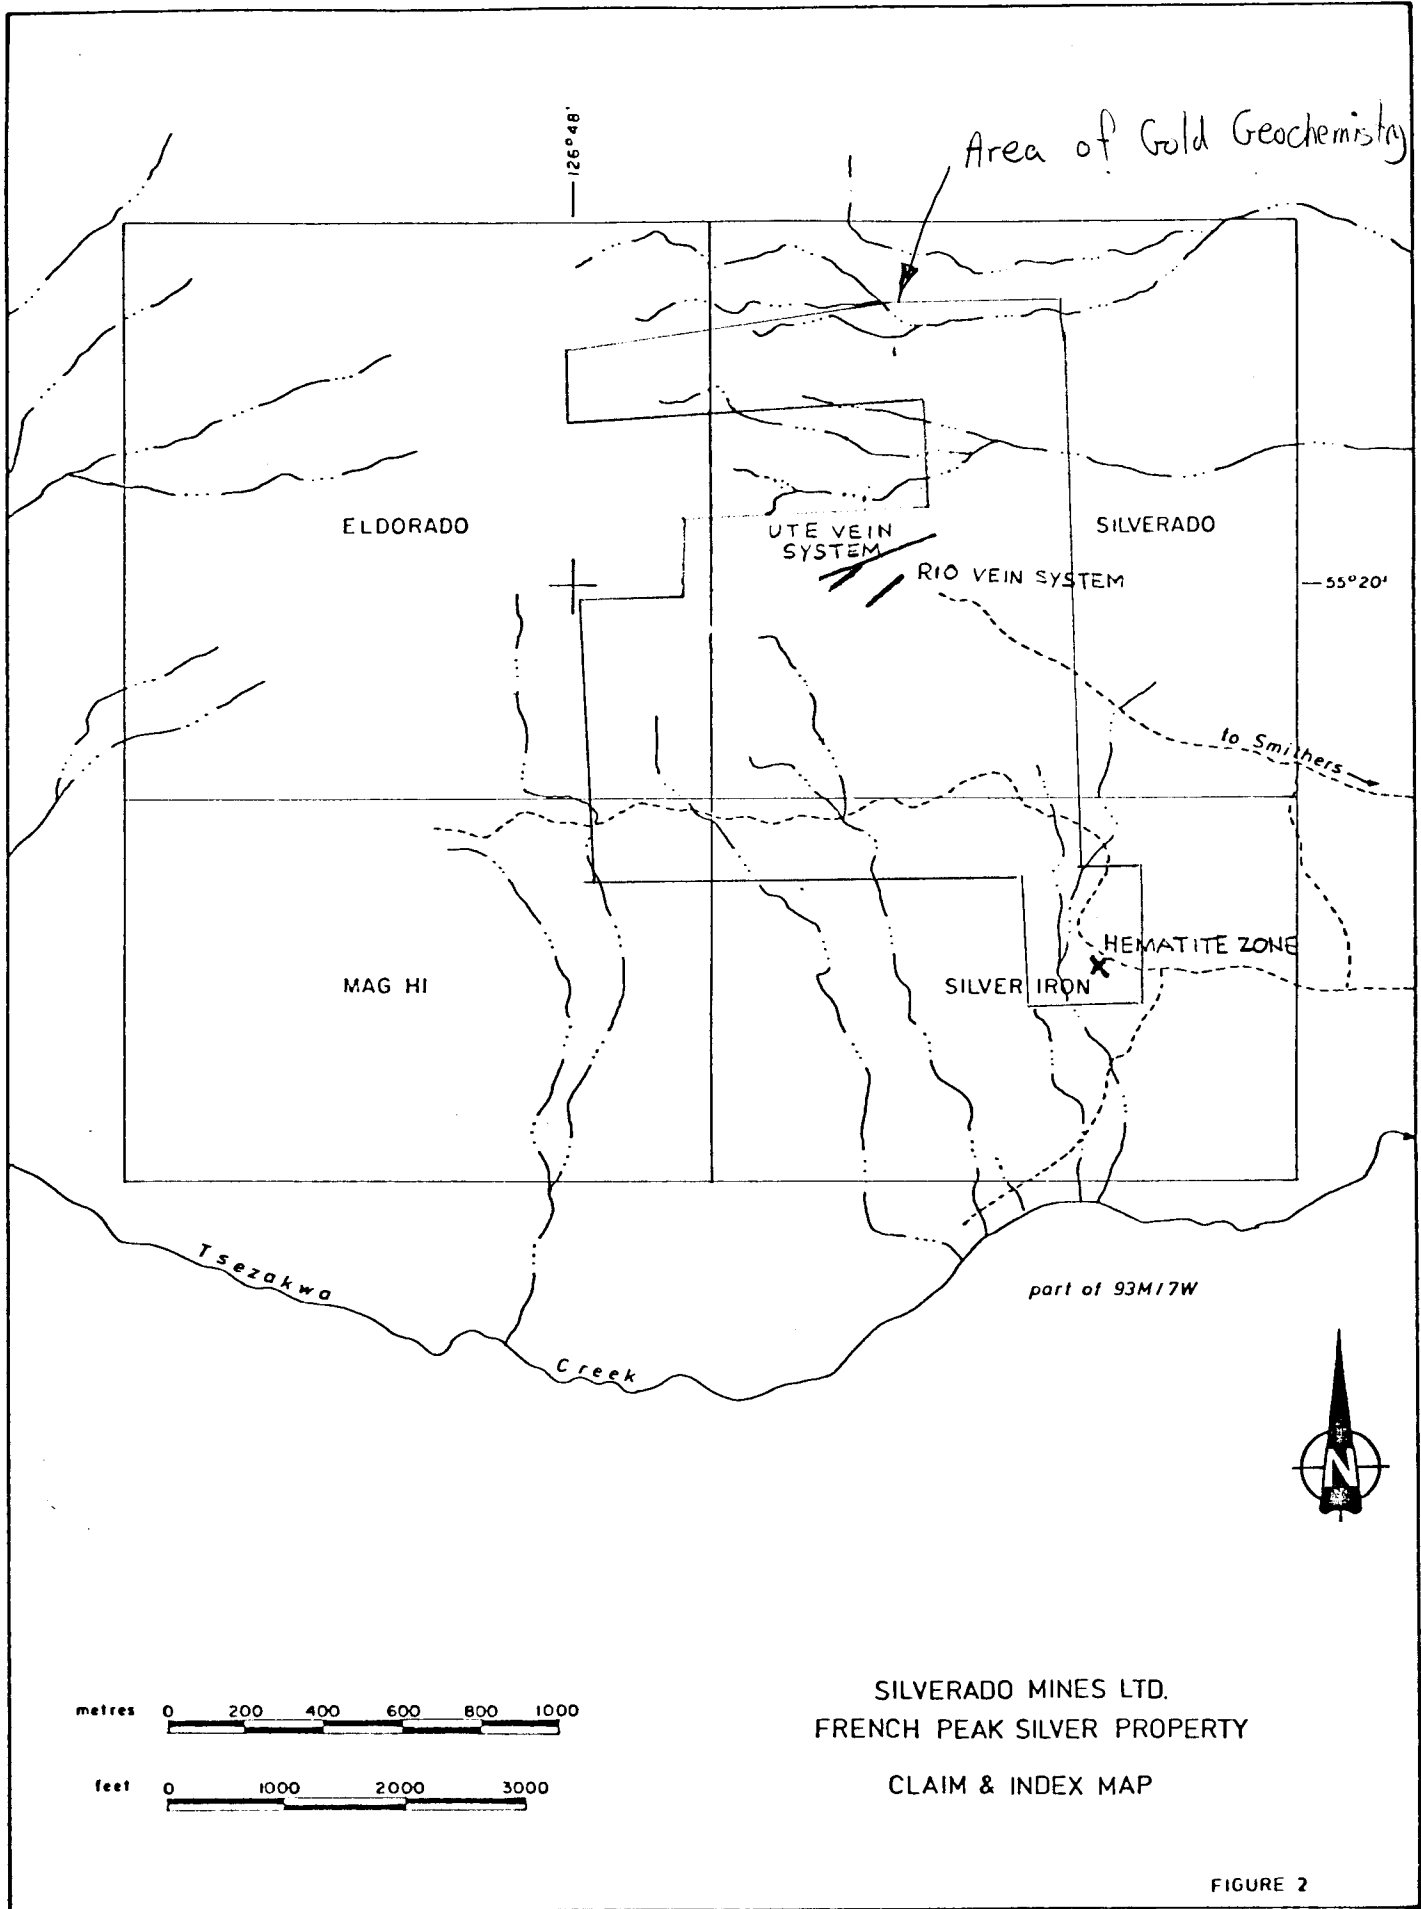 126°48'
Area of Gold Geochemistry
ELDORADO
UTE VEIN
SYSTEM
SILVERADO
RIO VEIN SYSTEM
55°20'
to Smithers
HEMATITE ZONE
MAG HI
SILVER IRON
Tsezakwa
Creek
part of 93M/7W
N
SILVERADO MINES LTD.
FRENCH PEAK SILVER PROPERTY
CLAIM & INDEX MAP
metres 0 200 400 600 800 1000
feet 0 1000 2000 3000
FIGURE 2